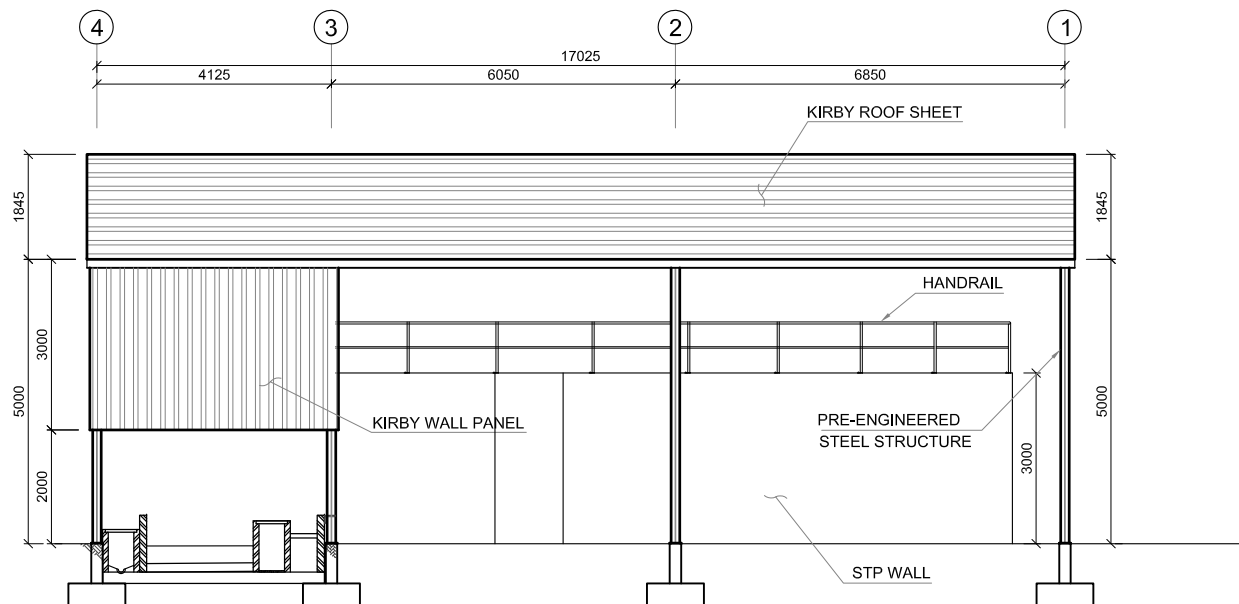 4 3 2 1
17025
4125 6050 6850
KIRBY ROOF SHEET
1845 1845
HANDRAIL
3000
5000 5000
KIRBY WALL PANEL
PRE-ENGINEERED
STEEL STRUCTURE
3000
2000
STP WALL